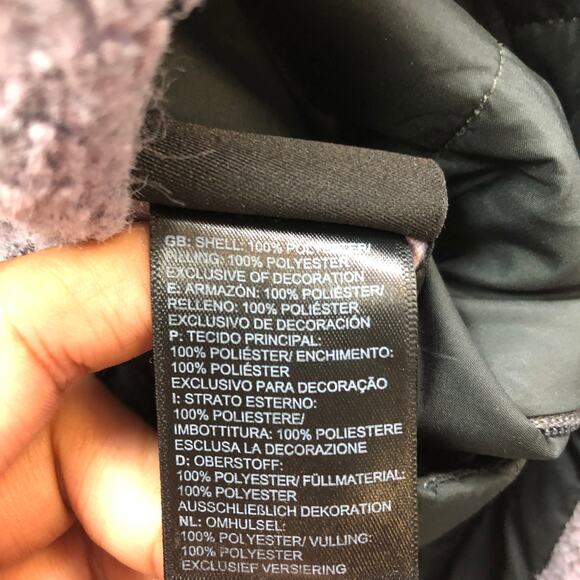 GB: SHELL: 100% POLYESTER/
FILLING: 100% POLYESTER
EXCLUSIVE OF DECORATION
E: ARMAZÓN: 100% POLIÉSTER/
RELLENO: 100% POLIÉSTER
EXCLUSIVO DE DECORACIÓN
P: TECIDO PRINCIPAL:
100% POLIÉSTER/ ENCHIMENTO:
100% POLIÉSTER
EXCLUSIVO PARA DECORAÇÃO
I: STRATO ESTERNO:
100% POLIESTERE/
IMBOTTITURA: 100% POLIESTERE
ESCLUSA LA DECORAZIONE
D: OBERSTOFF:
100% POLYESTER/ FÜLLMATERIAL:
100% POLYESTER
AUSSCHLIEßLICH DEKORATION
NL: OMHULSEL:
100% POLYESTER/ VULLING:
100% POLYESTER
EXCLUSIEF VERSIERING